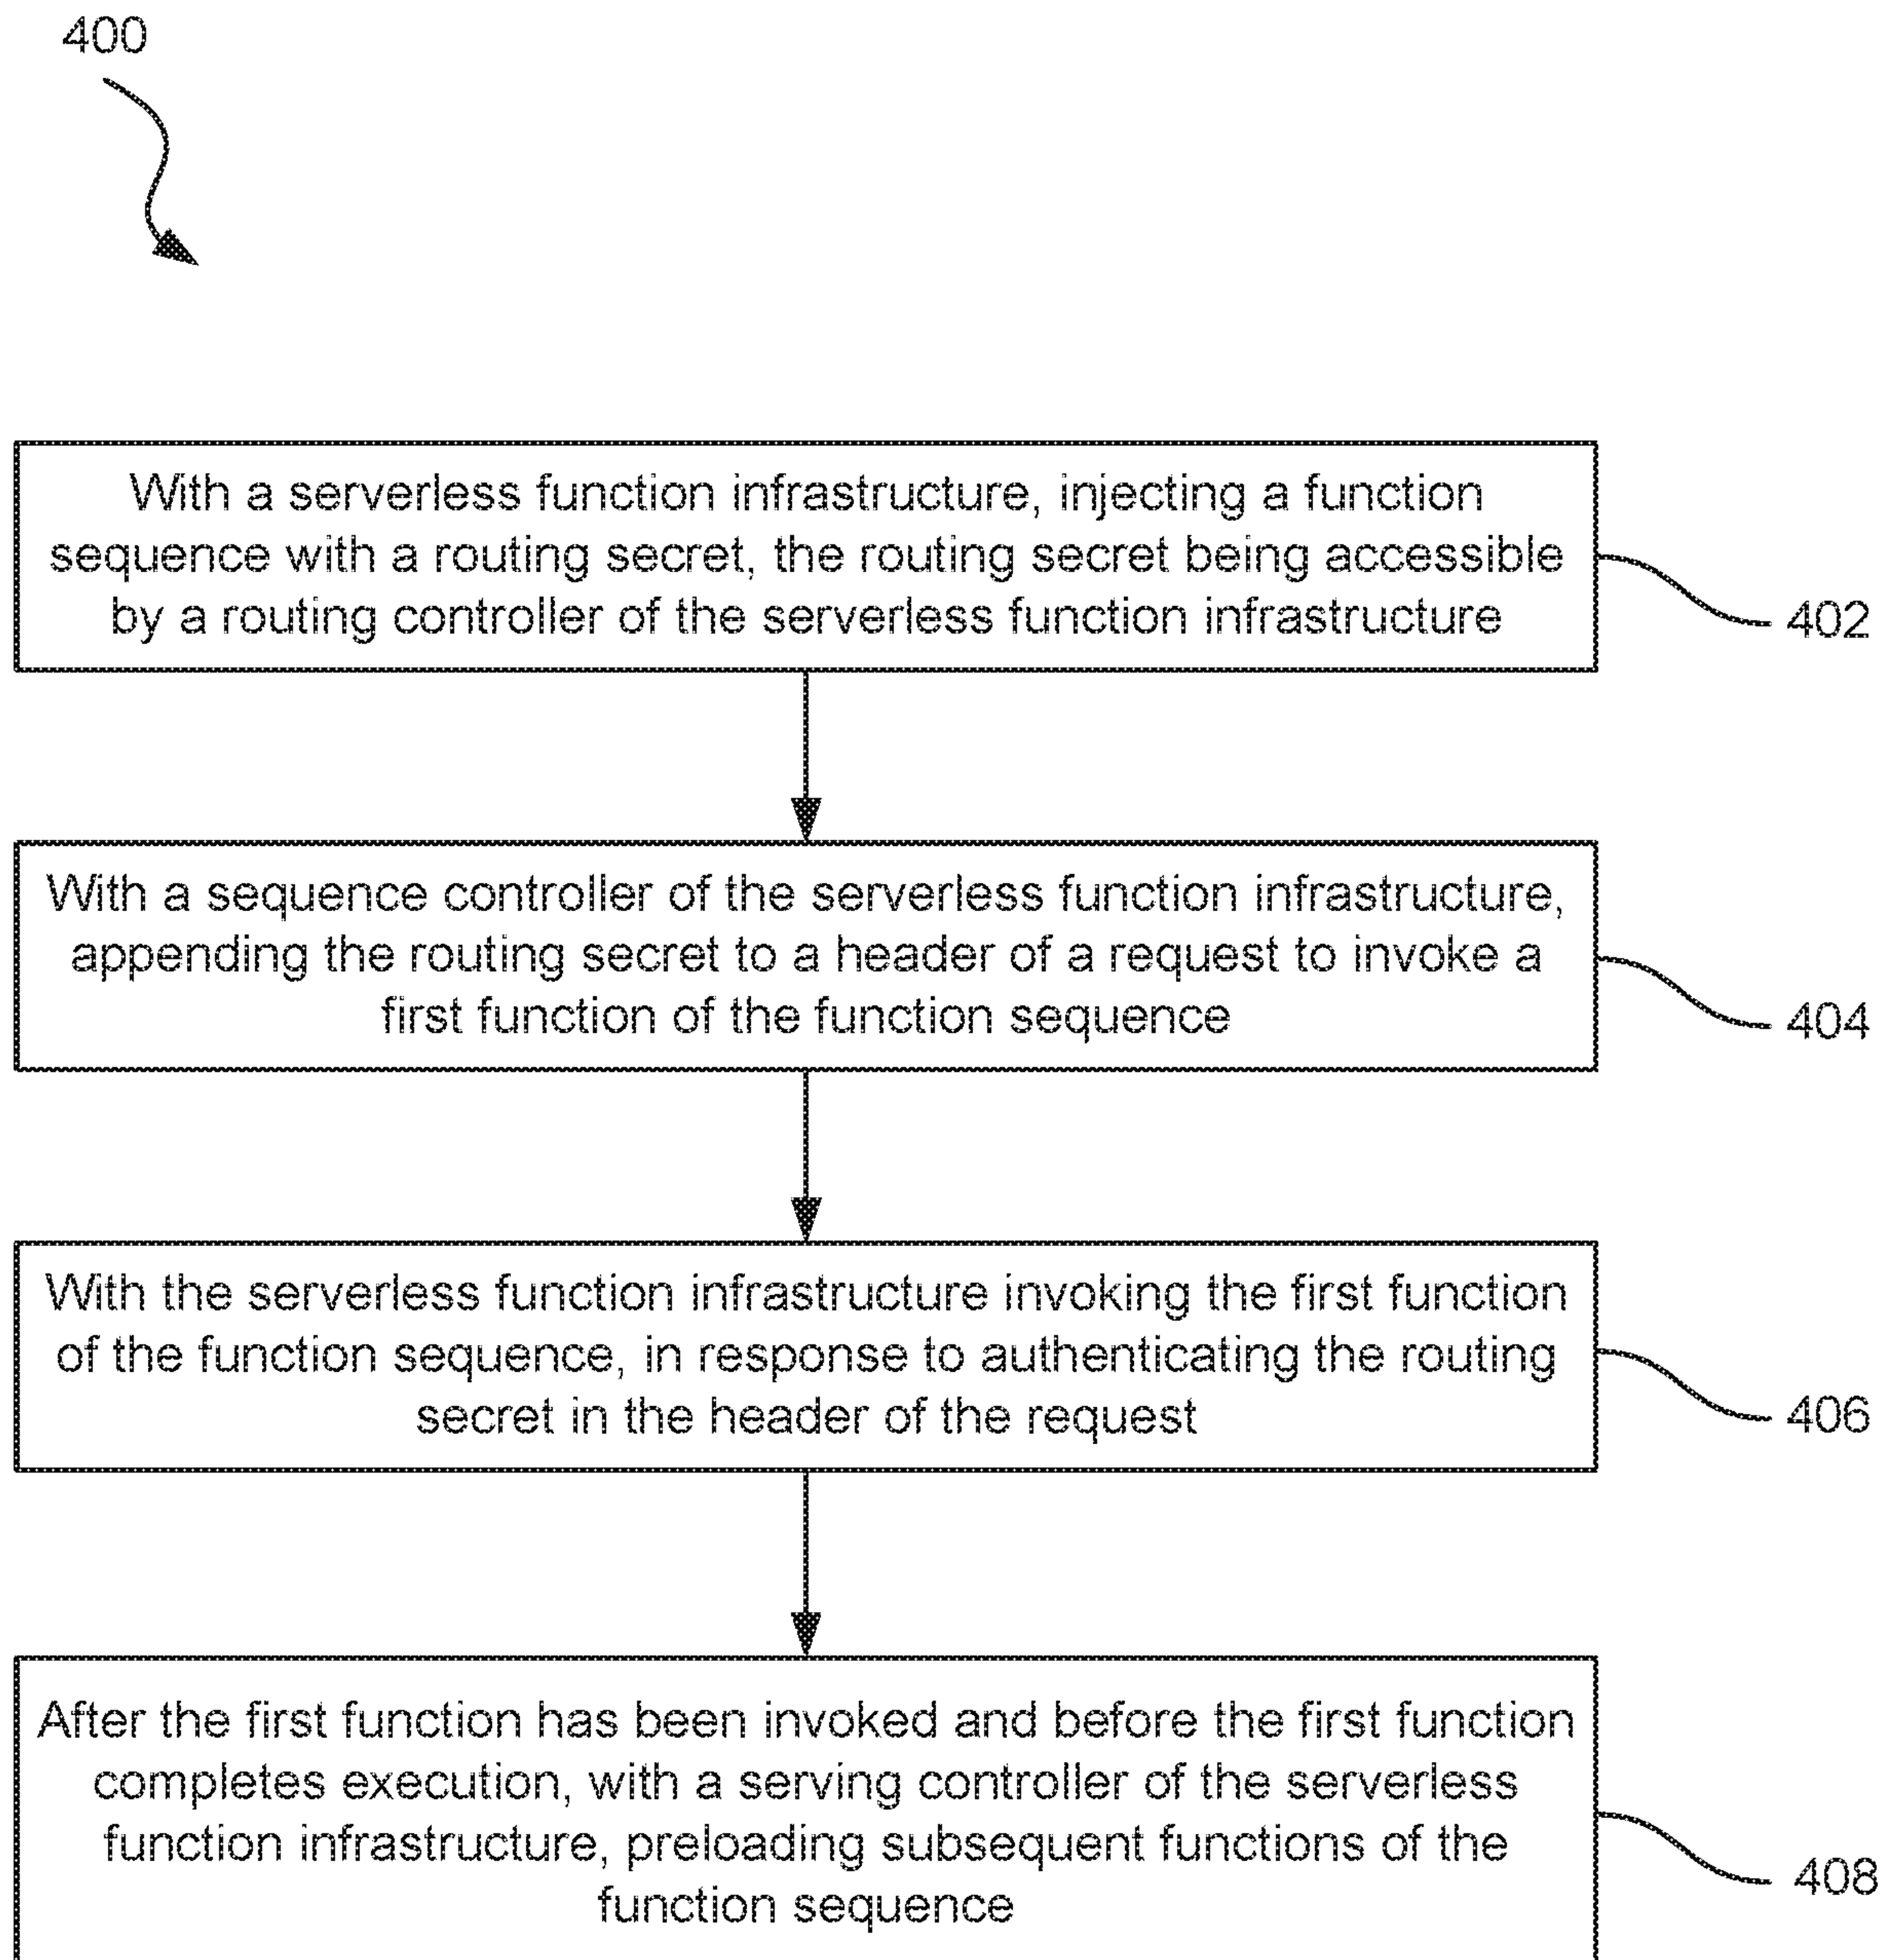 400
With a serverless function infrastructure, injecting a function
sequence with a routing secret, the routing secret being accessible
by a routing controller of the serverless function infrastructure
402
With a sequence controller of the serverless function infrastructure,
appending the routing secret to a header of a request to invoke a
first function of the function sequence
404
With the serverless function infrastructure invoking the first function
of the function sequence, in response to authenticating the routing
secret in the header of the request
406
After the first function has been invoked and before the first function
completes execution, with a serving controller of the serverless
function infrastructure, preloading subsequent functions of the
function sequence
408